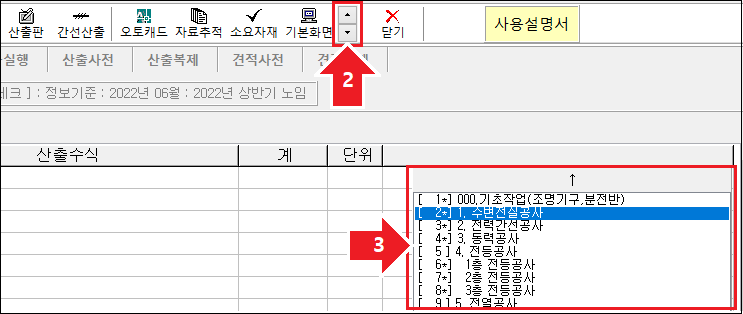 산출판 간선산출 오토캐드 자료추적 소요자재 기본화면 닫기 사용설명서
실행 산출사전 산출복제 견적사전
2
체크 ] : 정보기준 : 2022년 06월 : 2022년 상반기 노임
산출수식 계 단위
↑
[ 1*] 000.기초작업(조명기구,분전반)
[ 2*] 1. 수변전실공사
[ 3*] 2. 전력간선공사
3
[ 4*] 3. 동력공사
[ 5 ] 4. 전등공사
[ 6*] 1층 전등공사
[ 7*] 2층 전등공사
[ 8*] 3층 전등공사
[ 9 ] 5. 전열공사